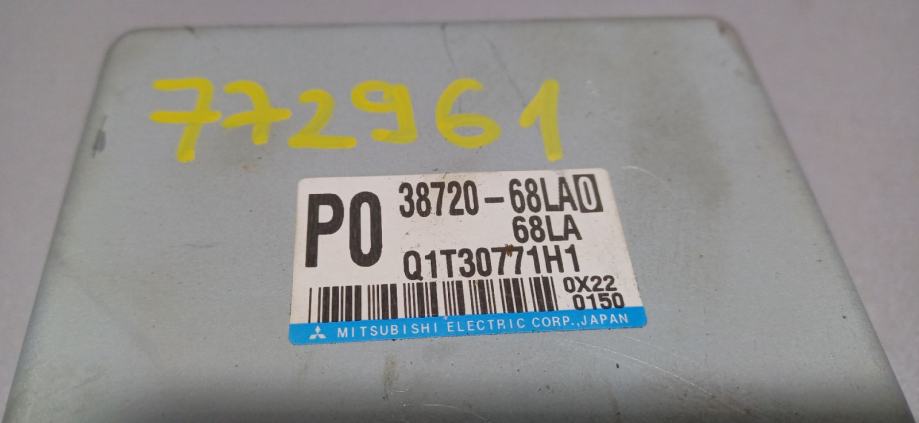 772961
P0 38720-68LA0
68LA
Q1T30771H1
0X22
0150
MITSUBISHI ELECTRIC CORP., JAPAN